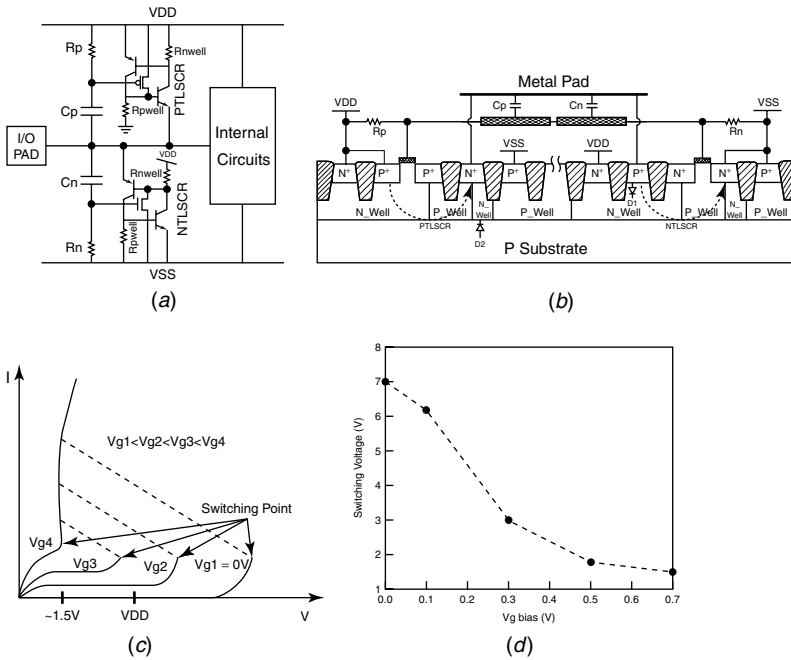 VDD
Rp
Rnwell
PTLSCR
Rpwell
Cp
I/O
PAD
Internal
Circuits
VDD
Cn
Rnwell
NTLSCR
Rn
Rpwell
VSS
(a)
Metal Pad
VDD
Rp
Cp
Cn
Rn
VSS
VSS
VDD
N+ P+ P+ N+ P+ N+ P+ N+ N+ P+
N_Well
P_Well
N_
Well
P_Well
N_Well
D1
P_Well
N_
Well
P_Well
PTLSCR
NTLSCR
D2
P Substrate
(b)
I
Vg1<Vg2<Vg3<Vg4
Switching Point
Vg4
Vg3
Vg2
Vg1 = 0V
~1.5V
VDD
V
(c)
8
7
6
5
4
3
2
1
Switching Voltage (V)
0.0 0.1 0.2 0.3 0.4 0.5 0.6 0.7
Vg bias (V)
(d)